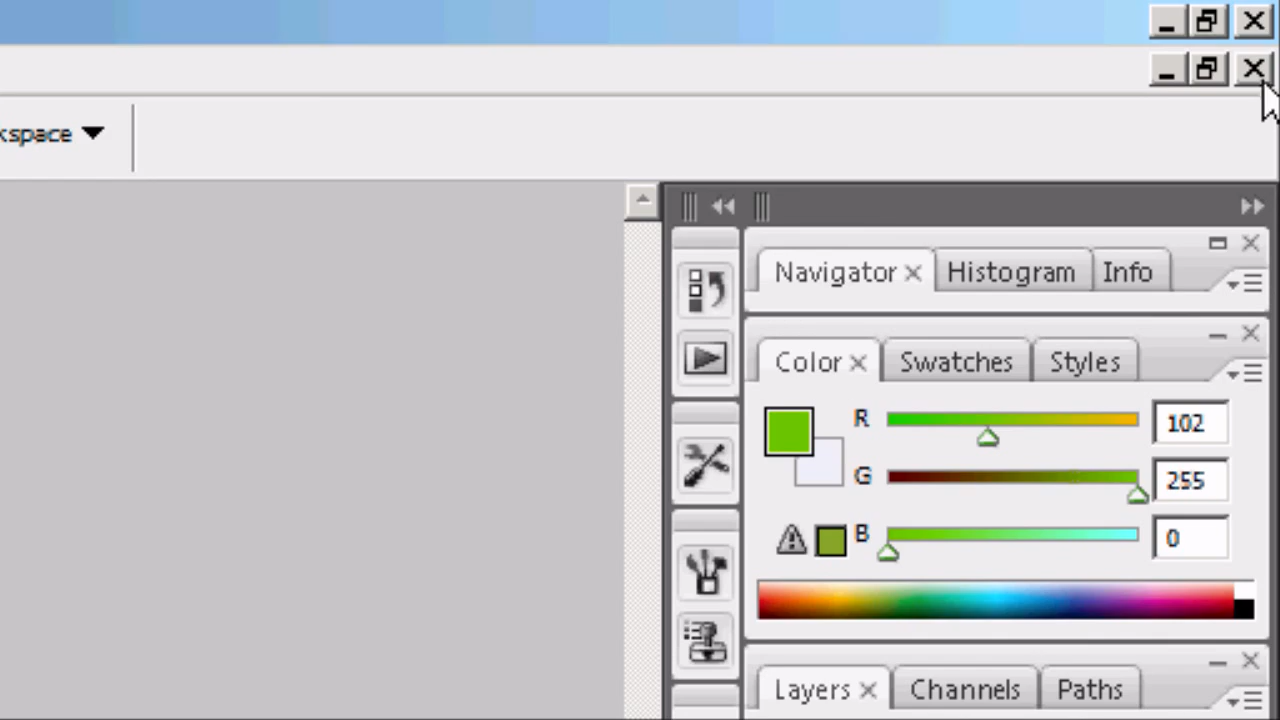 kspace
Navigator Histogram Info
Color Swatches Styles
R 102
G 255
B 0
Layers Channels Paths